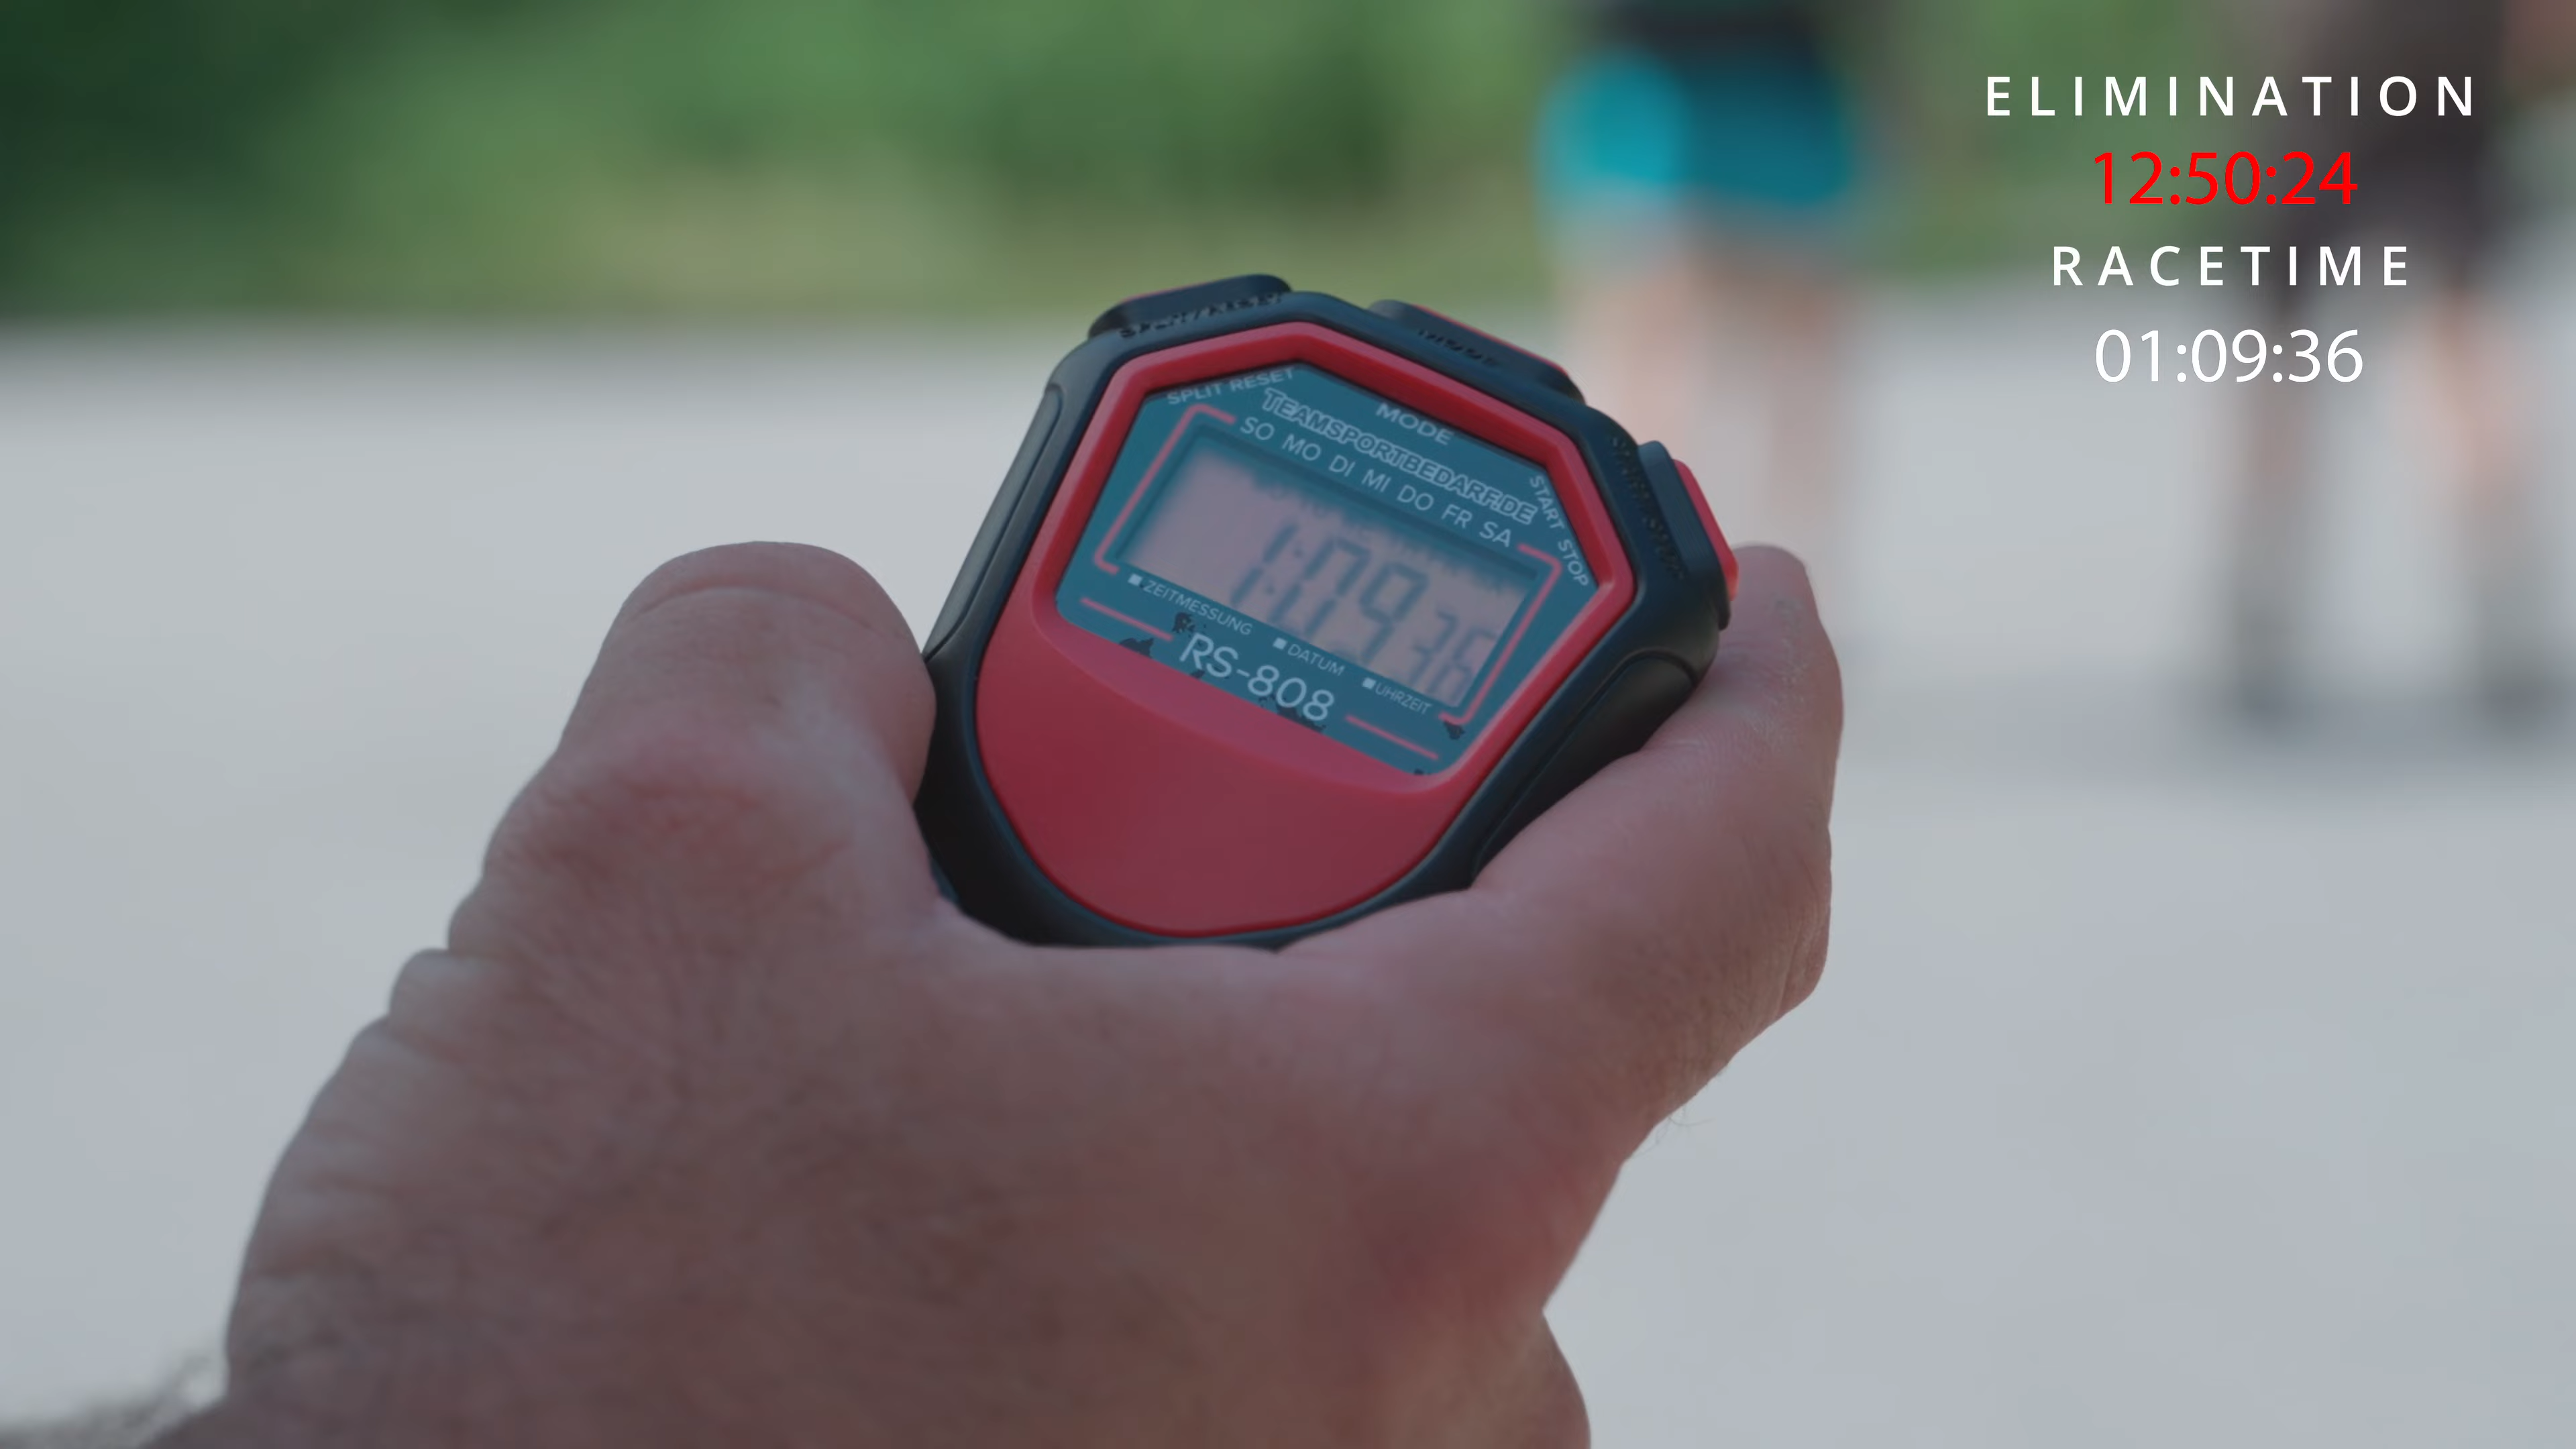 ELIMINATION
12:50:24
RACETIME
01:09:36
SPLIT RESET
MODE
START STOP
TEAMSPORTBEDARF.DE
SO MO DI MI DO FR SA
1:09 36
ZEITMESSUNG
DATUM
UHRZEIT
RS-808